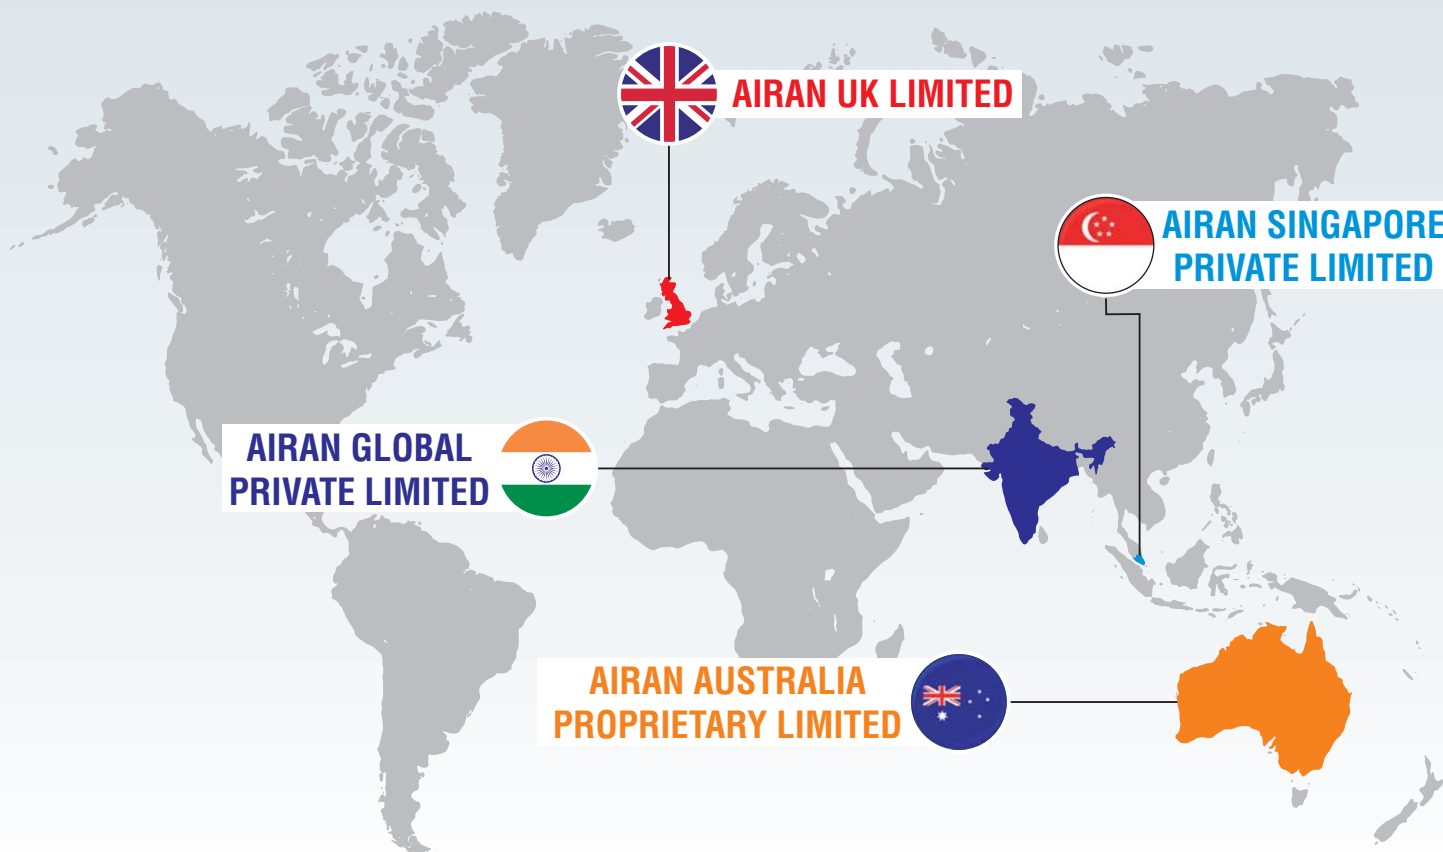 AIRAN UK LIMITED
AIRAN SINGAPORE
PRIVATE LIMITED
AIRAN GLOBAL
PRIVATE LIMITED
AIRAN AUSTRALIA
PROPRIETARY LIMITED